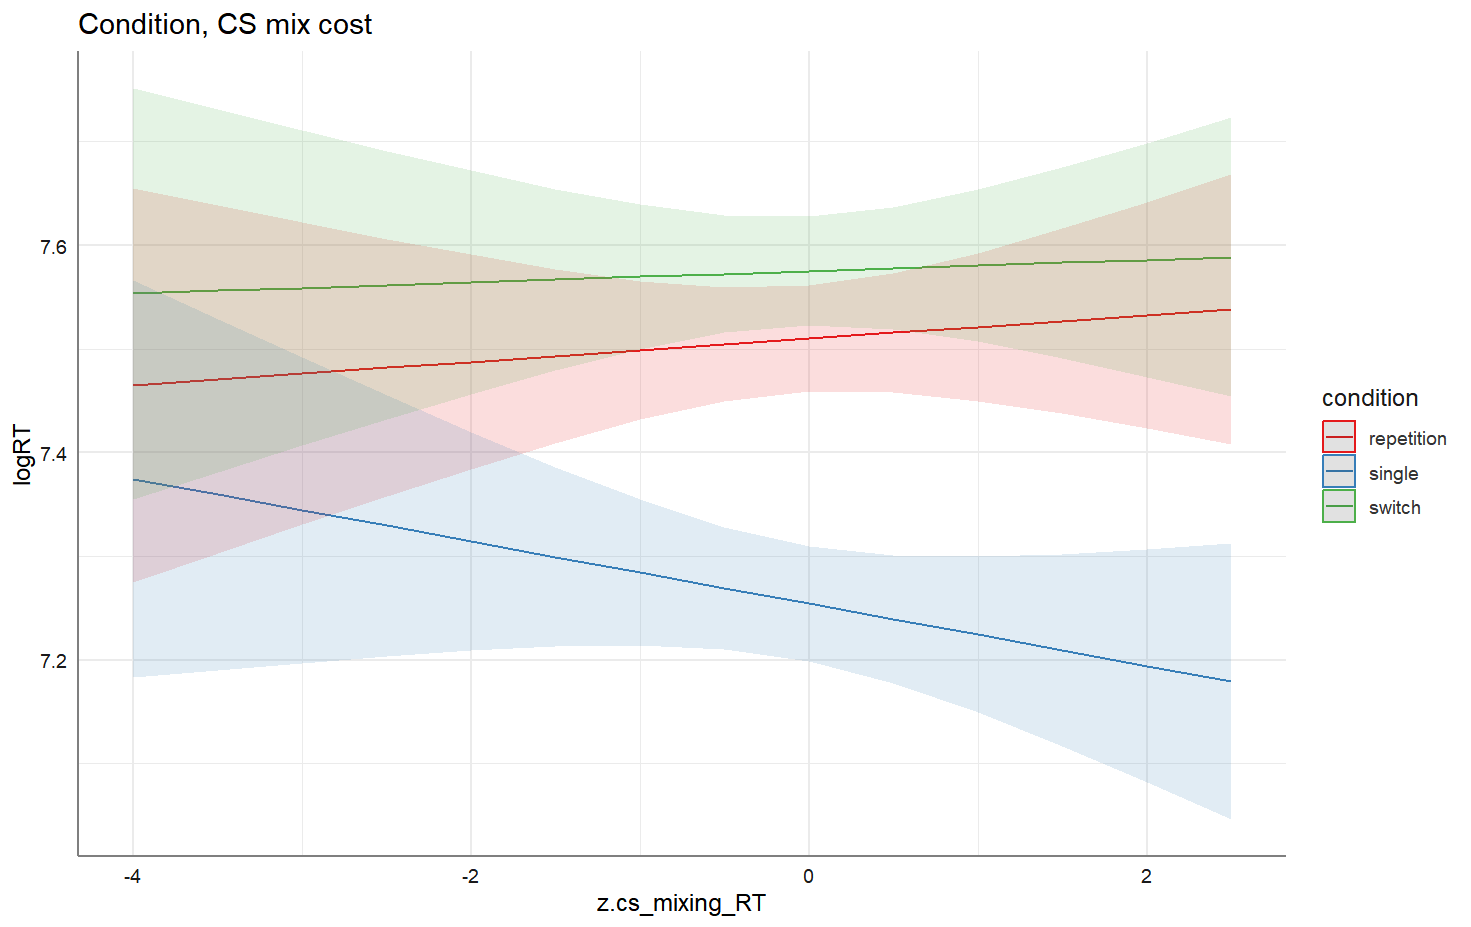 Condition, CS mix cost
7.6
7.4
7.2
logRT
-4
-2
0
2
z.cs_mixing_RT
condition
repetition
single
switch